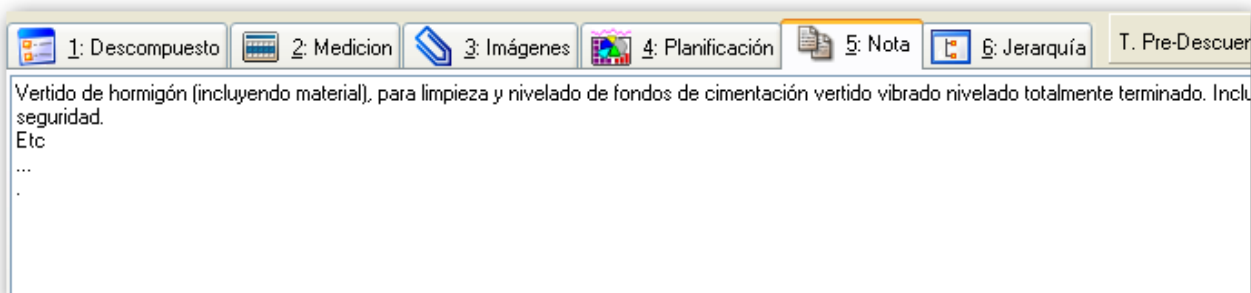 1: Descompuesto 2: Medicion 3: Imágenes 4: Planificación 5: Nota 6: Jerarquía T. Pre-Descuer
Vertido de hormigón (incluyendo material), para limpieza y nivelado de fondos de cimentación vertido vibrado nivelado totalmente terminado. Inclu
seguridad.
Etc
...
.